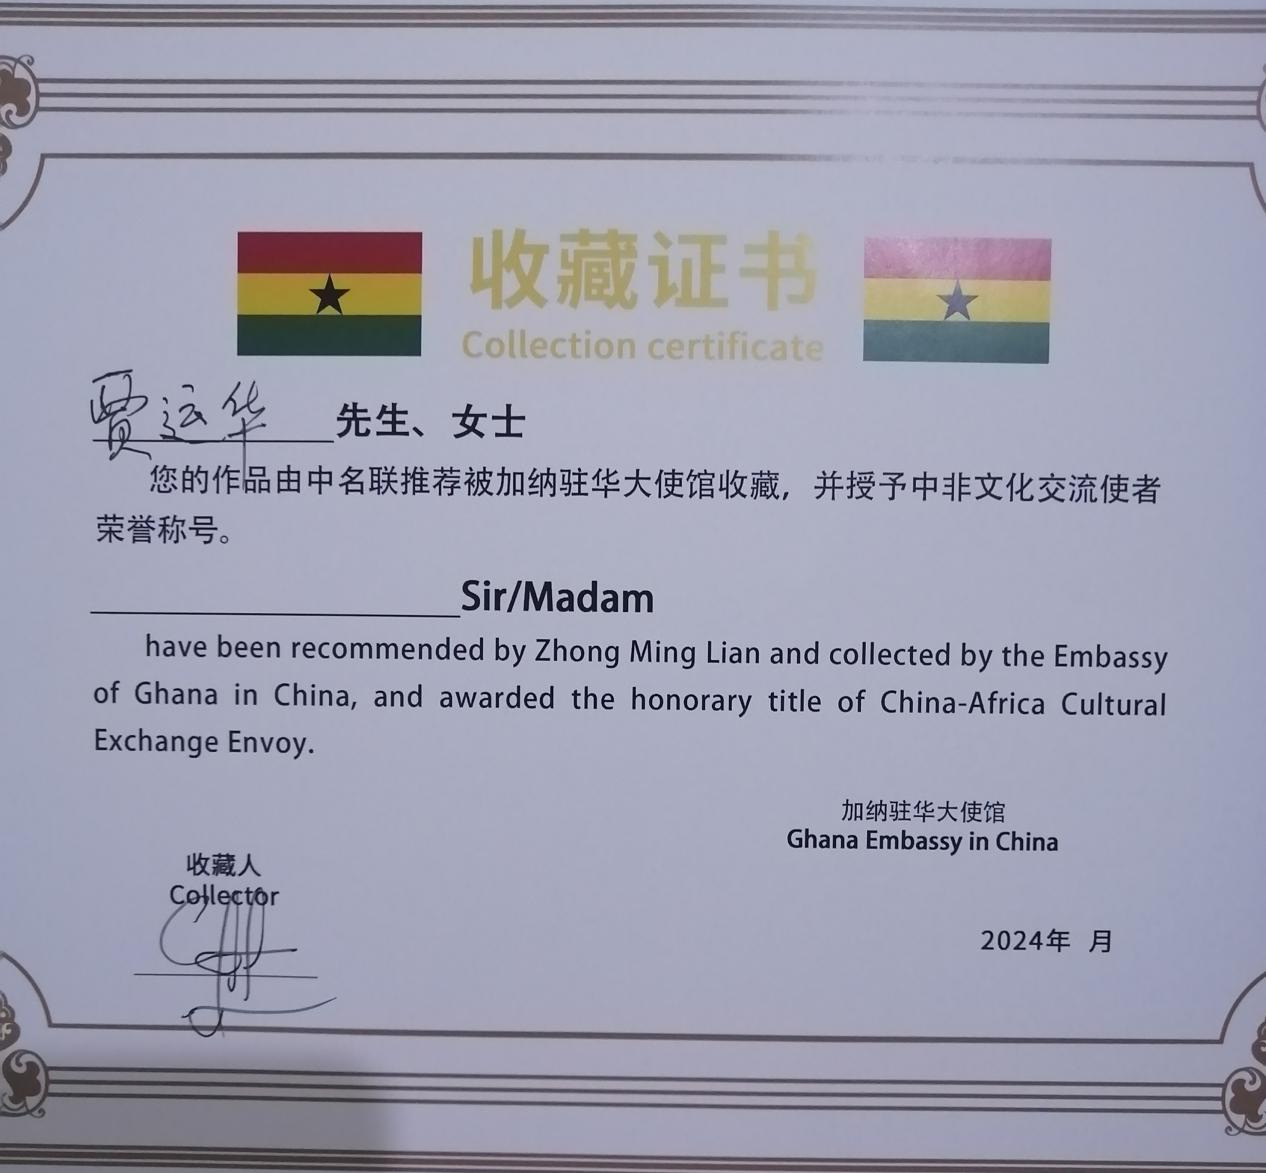 收藏证书
Collection certificate
贾运华 先生、女士
您的作品由中名联推荐被加纳驻华大使馆收藏，并授予中非文化交流使者
荣誉称号。
Sir/Madam
have been recommended by Zhong Ming Lian and collected by the Embassy
of Ghana in China, and awarded the honorary title of China-Africa Cultural
Exchange Envoy.
加纳驻华大使馆
Ghana Embassy in China
收藏人
Collector
2024年 月